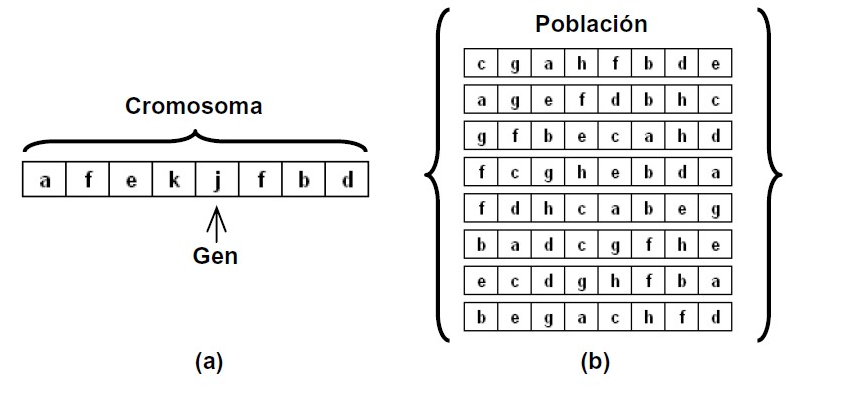 Cromosoma
a f e k j f b d
Gen
(a)
Población
c g a h f b d e
a g e f d b h c
g f b e c a h d
f c g h e b d a
f d h c a b e g
b a d c g f h e
e c d g h f b a
b e g a c h f d
(b)